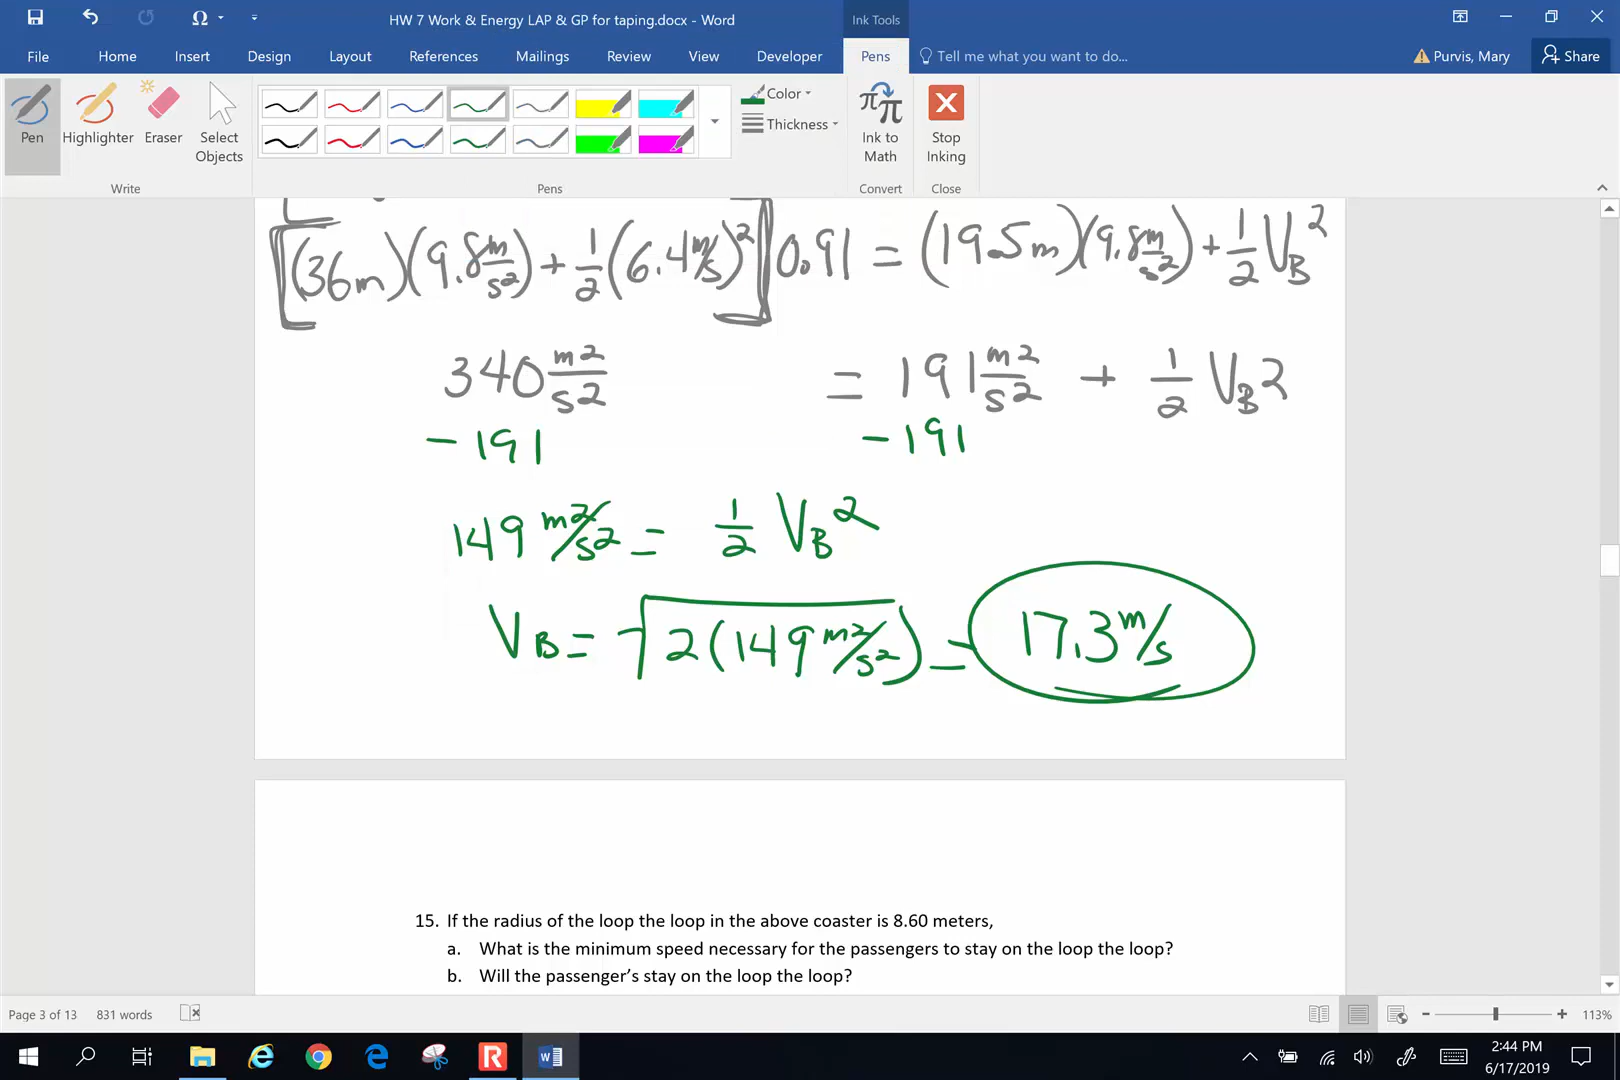 HW 7 Work & Energy LAP & GP for taping.docx - Word
Ink Tools
File Home Insert Design Layout References Mailings Review View Developer Pens Tell me what you want to do... Purvis, Mary Share
Pen Highlighter Eraser Select Objects
Color
Thickness
Ink to Math
Stop Inking
Write Pens Convert Close
[(36m)(9.8 m/s2) + 1/2 (6.4 m/s)2] 0.91 = (19.5m)(9.8 m/s2) + 1/2 VB2
340 m2/s2 = 191 m2/s2 + 1/2 VB2
-191 -191
149 m2/s2 = 1/2 VB2
VB = √2(149 m2/s2) = 17.3 m/s
15. If the radius of the loop the loop in the above coaster is 8.60 meters,
a. What is the minimum speed necessary for the passengers to stay on the loop the loop?
b. Will the passenger's stay on the loop the loop?
Page 3 of 13 831 words 113%
2:44 PM
6/17/2019